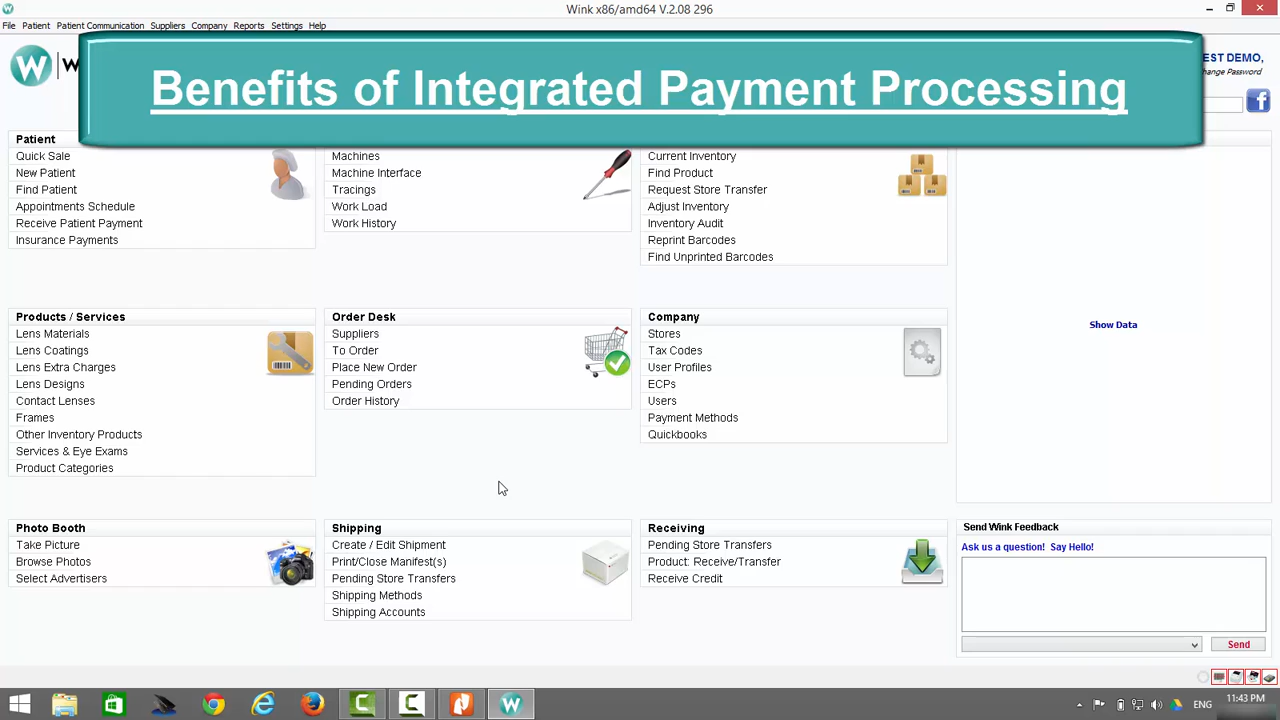 Wink x86/amd64 V.2.08 296
File Patient Patient Communication Suppliers Company Reports Settings Help
W W
Benefits of Integrated Payment Processing
EST DEMO,
hange Password
f
Patient
Quick Sale
New Patient
Find Patient
Appointments Schedule
Receive Patient Payment
Insurance Payments
Machines
Machine Interface
Tracings
Work Load
Work History
Current Inventory
Find Product
Request Store Transfer
Adjust Inventory
Inventory Audit
Reprint Barcodes
Find Unprinted Barcodes
Show Data
Products / Services
Lens Materials
Lens Coatings
Lens Extra Charges
Lens Designs
Contact Lenses
Frames
Other Inventory Products
Services & Eye Exams
Product Categories
Order Desk
Suppliers
To Order
Place New Order
Pending Orders
Order History
Company
Stores
Tax Codes
User Profiles
ECPs
Users
Payment Methods
Quickbooks
Photo Booth
Take Picture
Browse Photos
Select Advertisers
Shipping
Create / Edit Shipment
Print/Close Manifest(s)
Pending Store Transfers
Shipping Methods
Shipping Accounts
Receiving
Pending Store Transfers
Product: Receive/Transfer
Receive Credit
Send Wink Feedback
Ask us a question! Say Hello!
Send
ENG
11:43 PM